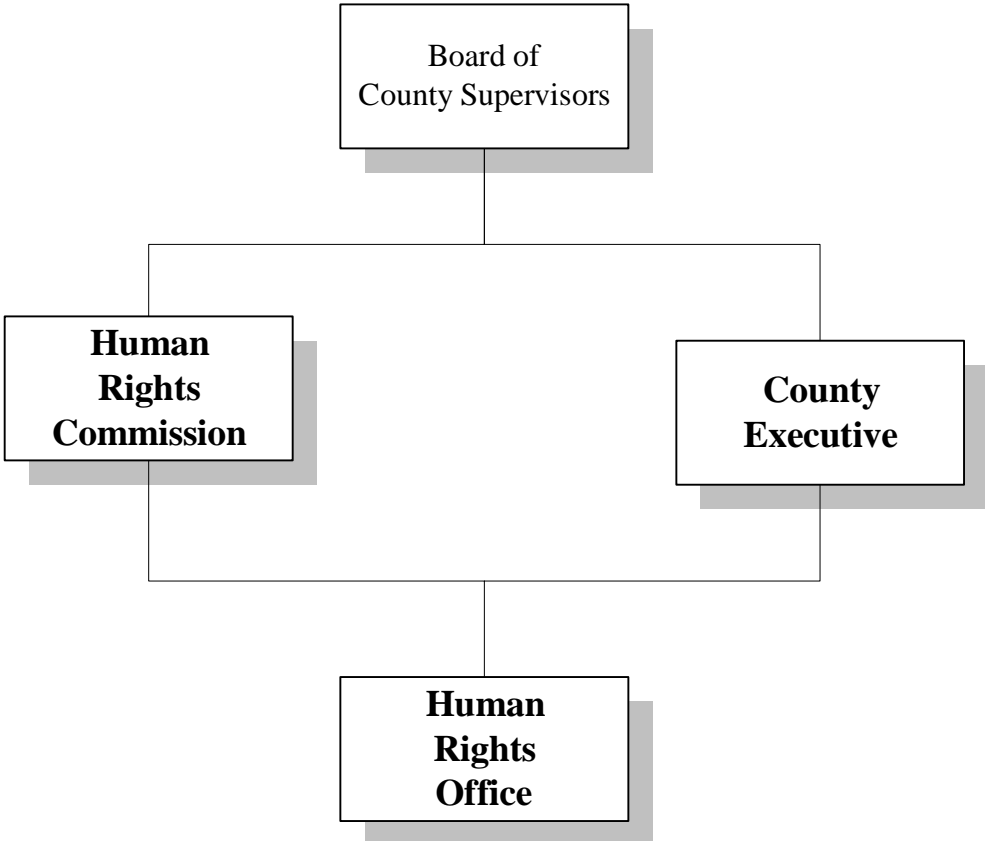 Board of
County Supervisors
Human
Rights
Commission
County
Executive
Human
Rights
Office